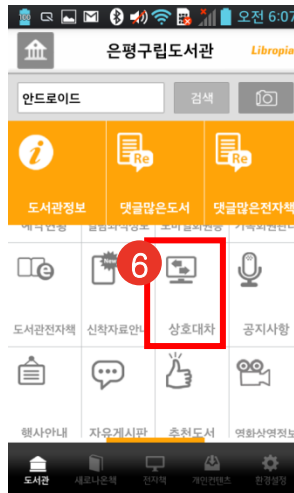 오전 6:07
은평구립도서관 Libropia
안드로이드 검색
Re Re
도서관정보 댓글많은도서 댓글많은전자책
6
도서관전자책 신착자료안내 상호대차 공지사항
행사안내 자유게시판 추천도서 영화상영정보
도서관 새로나온책 전자책 개인컨텐츠 환경설정